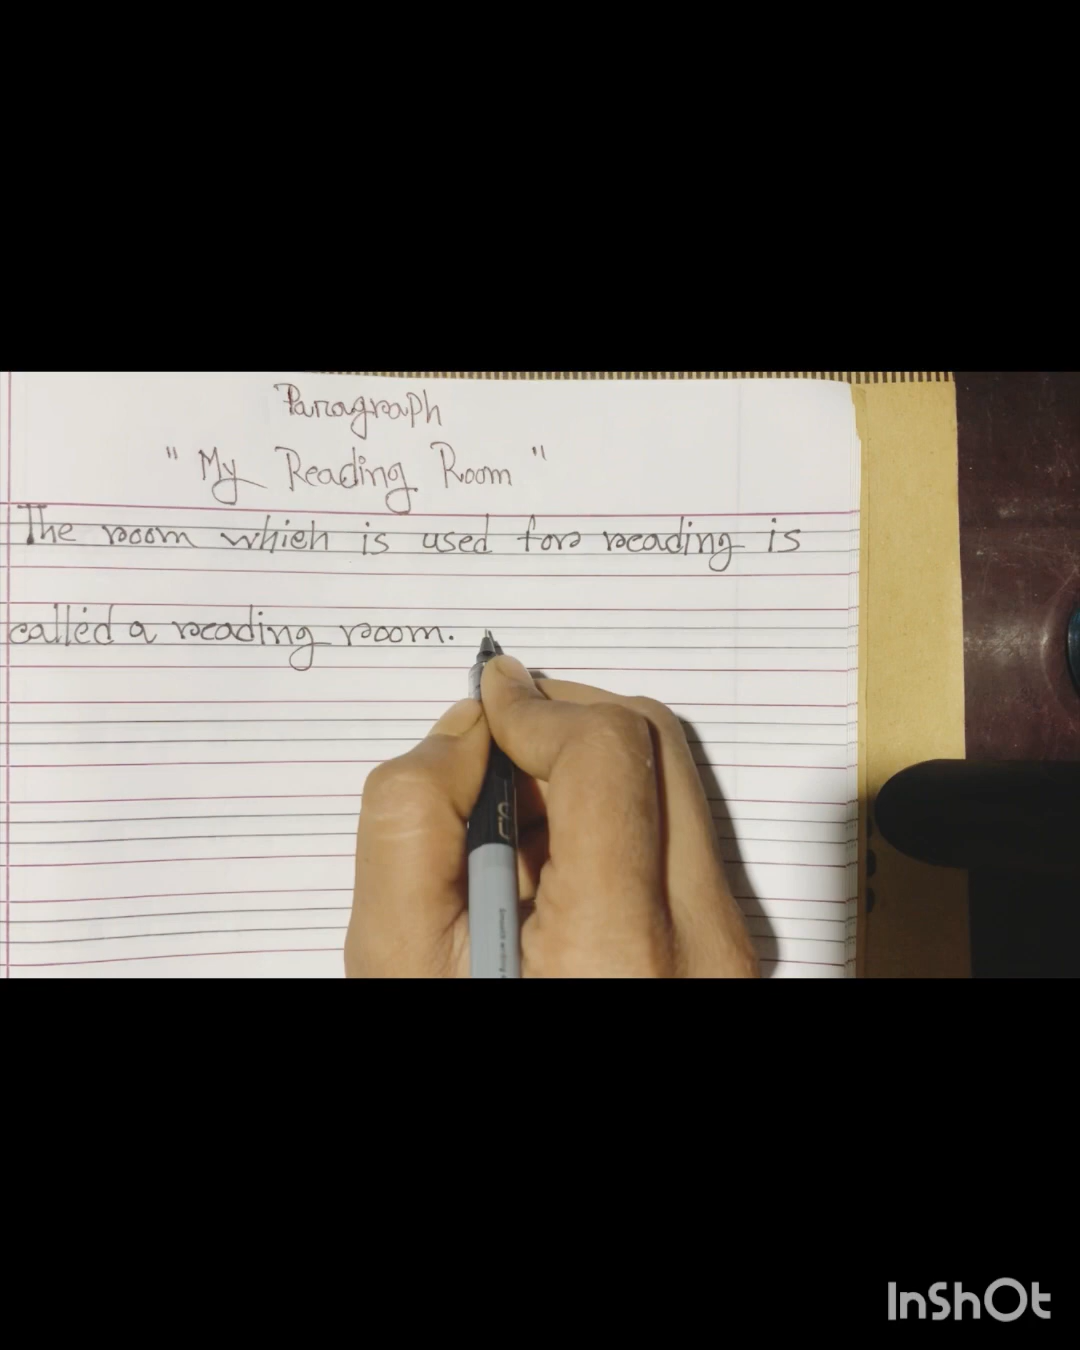 Paragraph
" My Reading Room "
The room which is used for reading is
called a reading room.
InShOt